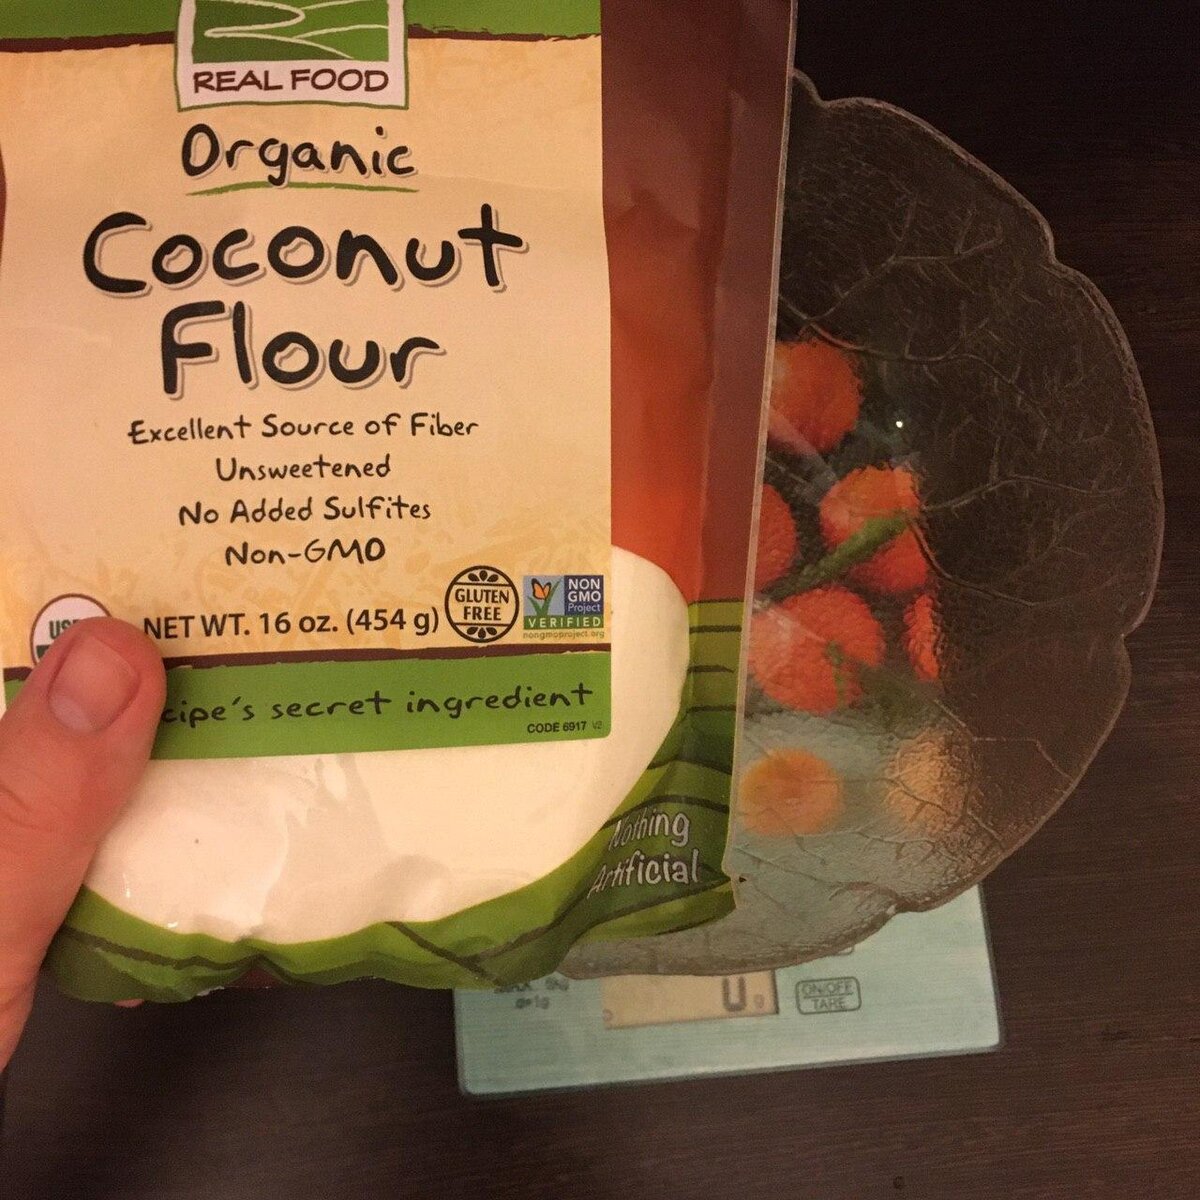 REAL FOOD
Organic
Coconut
Flour
Excellent Source of Fiber
Unsweetened
No Added Sulfites
Non-GMO
NET WT. 16 oz. (454 g)
GLUTEN
FREE
NON
GMO
Project
VERIFIED
nongmoproject.org
secret ingredient
CODE 6917 V2
Nothing
Artificial
g
ON/OFF
TARE